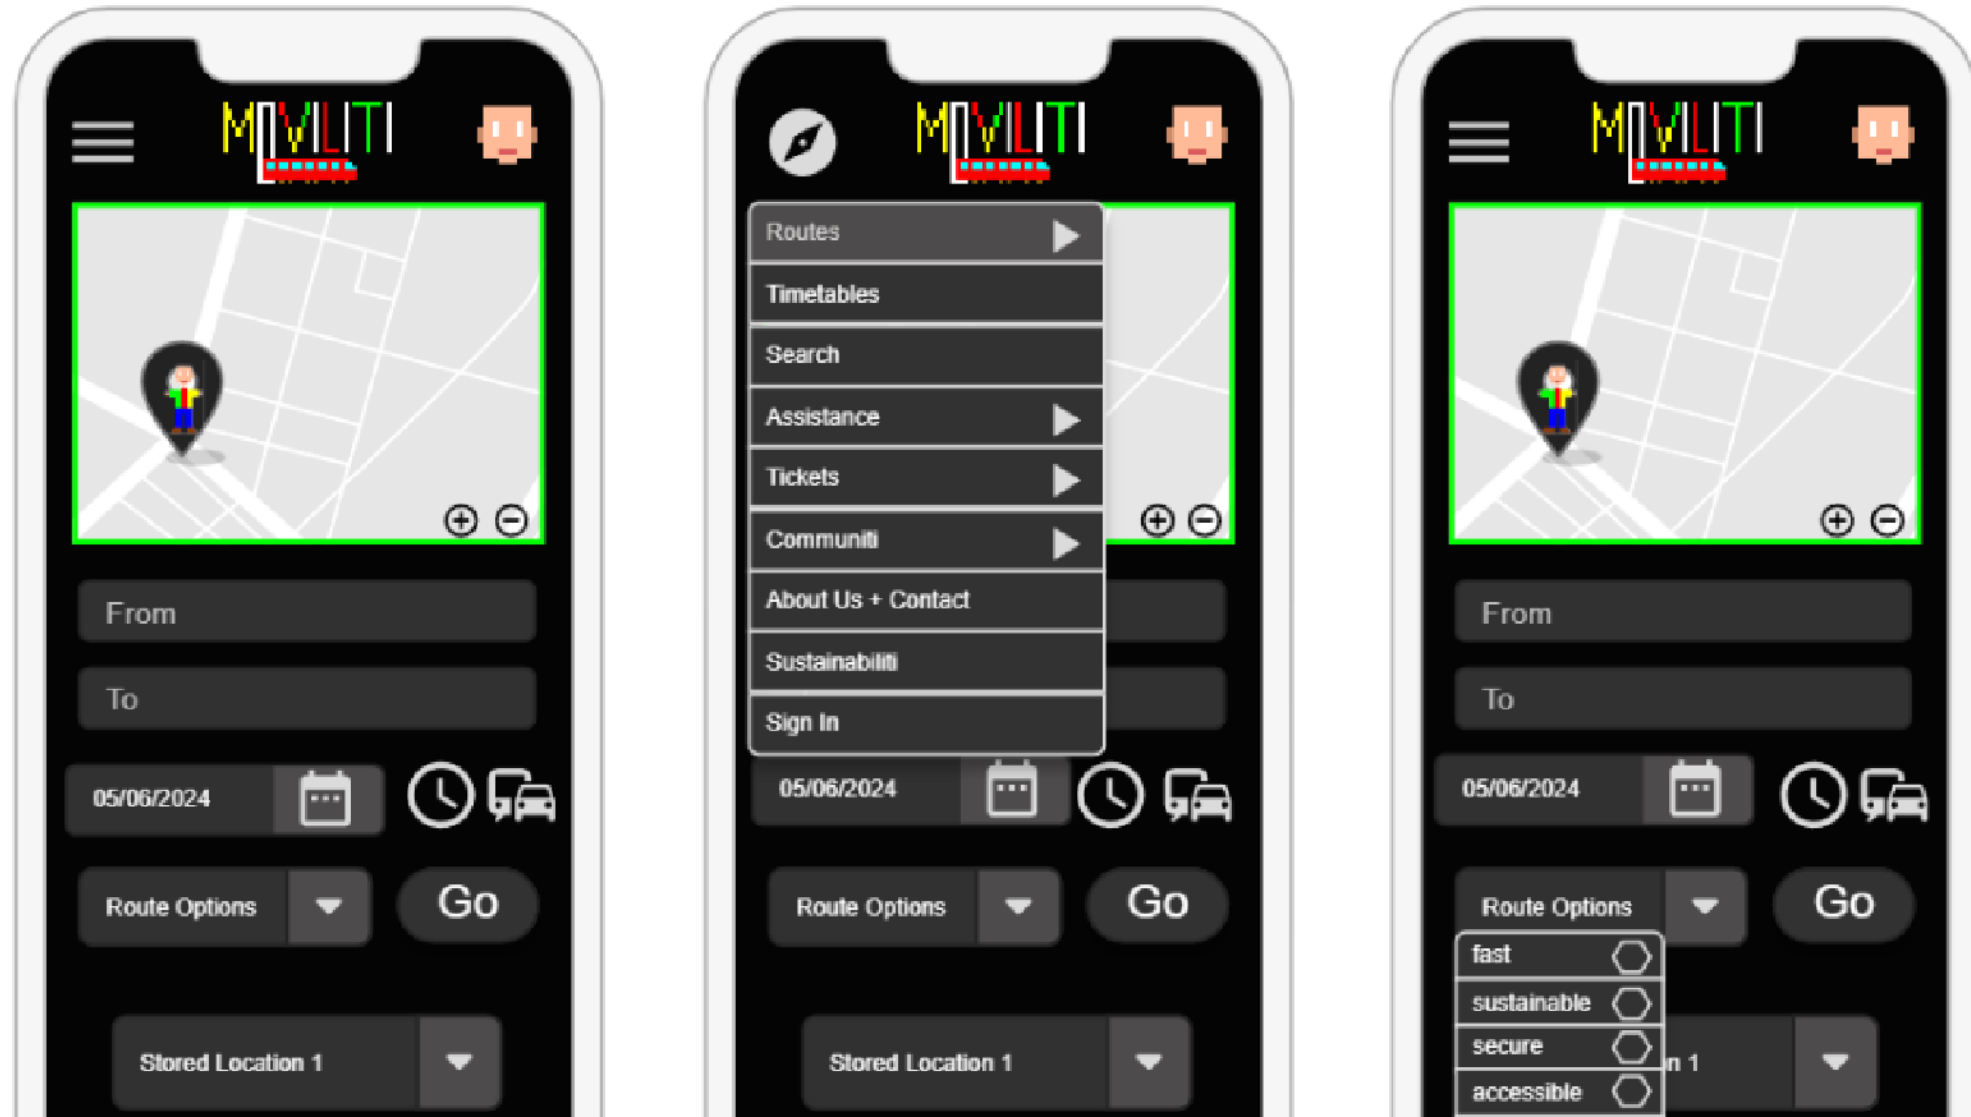 MOVILITI
From
To
05/06/2024
Route Options
Go
Stored Location 1
MOVILITI
Routes
Timetables
Search
Assistance
Tickets
Communiti
About Us + Contact
Sustainabiliti
Sign In
05/06/2024
Route Options
Go
Stored Location 1
MOVILITI
From
To
05/06/2024
Route Options
Go
fast
sustainable
secure
n 1
accessible